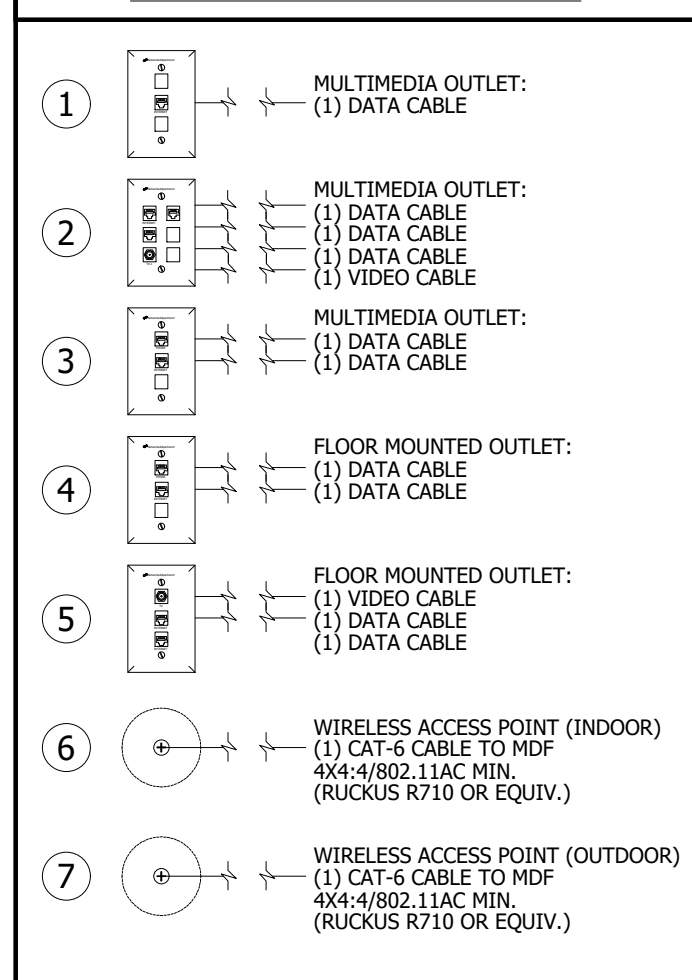 1
MULTIMEDIA OUTLET:
(1) DATA CABLE
2
MULTIMEDIA OUTLET:
(1) DATA CABLE
(1) DATA CABLE
(1) DATA CABLE
(1) VIDEO CABLE
3
MULTIMEDIA OUTLET:
(1) DATA CABLE
(1) DATA CABLE
4
FLOOR MOUNTED OUTLET:
(1) DATA CABLE
(1) DATA CABLE
5
FLOOR MOUNTED OUTLET:
(1) VIDEO CABLE
(1) DATA CABLE
(1) DATA CABLE
6
WIRELESS ACCESS POINT (INDOOR)
(1) CAT-6 CABLE TO MDF
4X4:4/802.11AC MIN.
(RUCKUS R710 OR EQUIV.)
7
WIRELESS ACCESS POINT (OUTDOOR)
(1) CAT-6 CABLE TO MDF
4X4:4/802.11AC MIN.
(RUCKUS R710 OR EQUIV.)